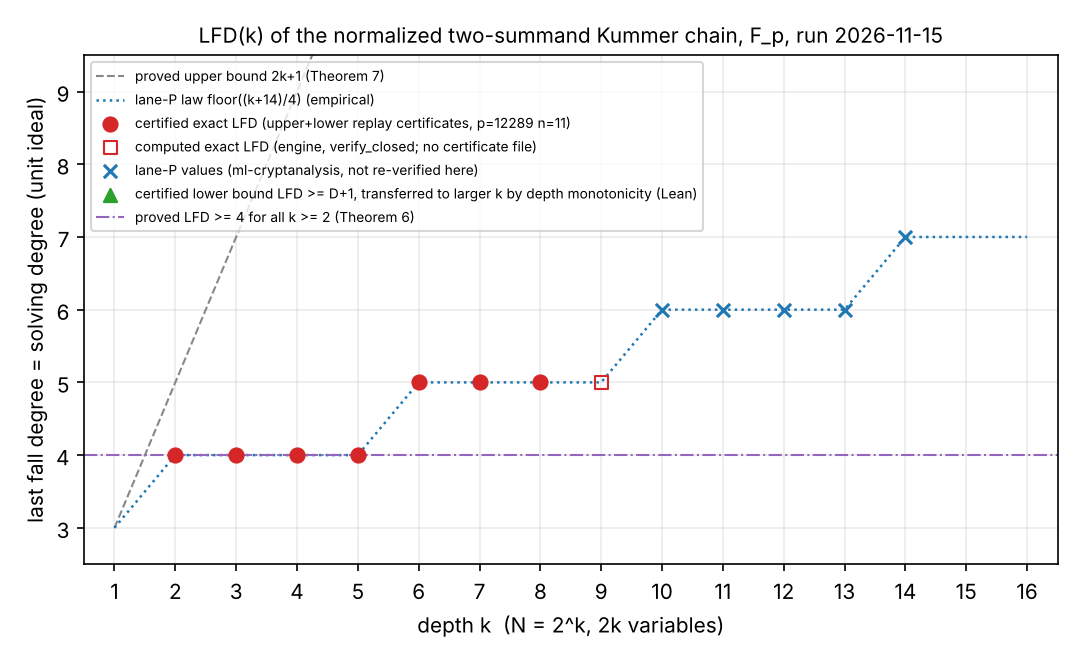 LFD(k) of the normalized two-summand Kummer chain, F_p, run 2026-11-15
proved upper bound 2k+1 (Theorem 7)
lane-P law floor((k+14)/4) (empirical)
certified exact LFD (upper+lower replay certificates, p=12289 n=11)
computed exact LFD (engine, verify_closed; no certificate file)
lane-P values (ml-cryptanalysis, not re-verified here)
certified lower bound LFD >= D+1, transferred to larger k by depth monotonicity (Lean)
proved LFD >= 4 for all k >= 2 (Theorem 6)
last fall degree = solving degree (unit ideal)
9
8
7
6
5
4
3
1 2 3 4 5 6 7 8 9 10 11 12 13 14 15 16
depth k (N = 2^k, 2k variables)